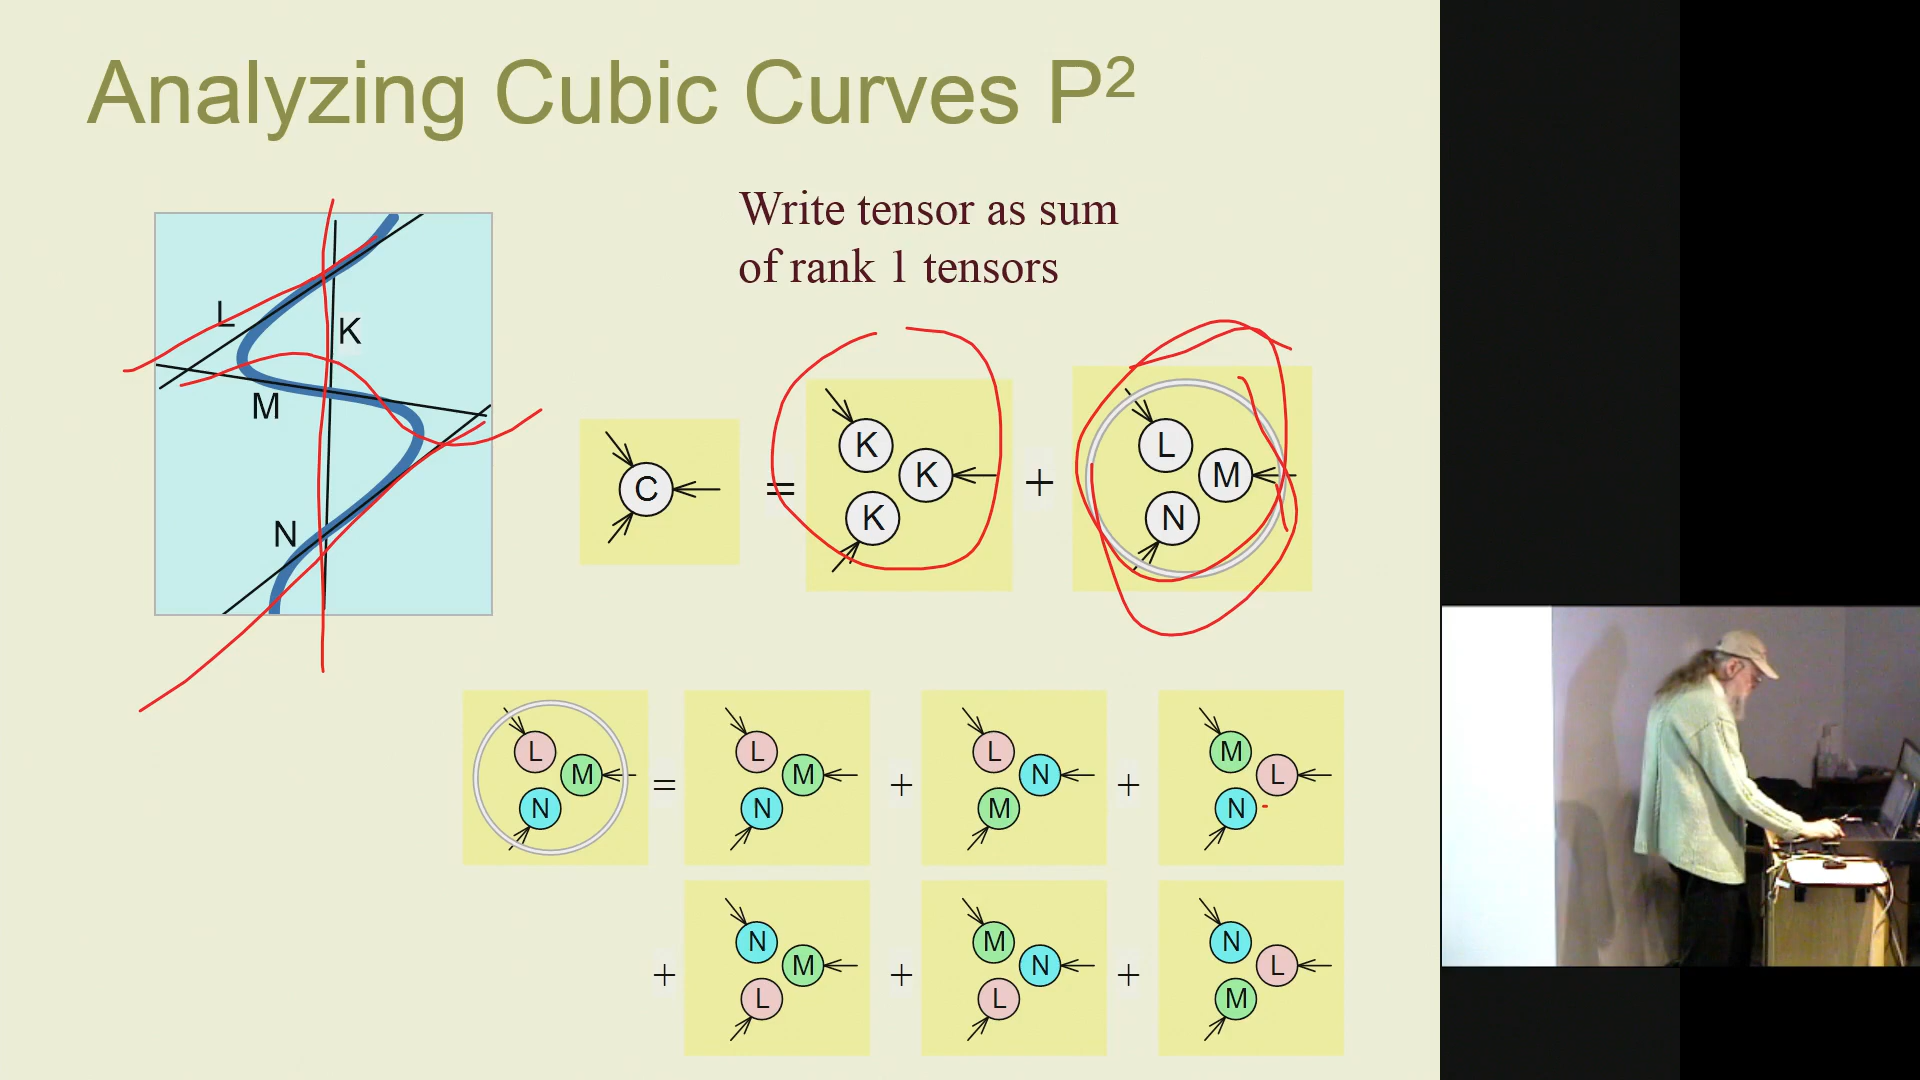 Analyzing Cubic Curves P²
Write tensor as sum
of rank 1 tensors
L
K
M
N
C = K K K + L M N
L M N = L M N + L N M + M L N
+ N M L + M N L + N L M